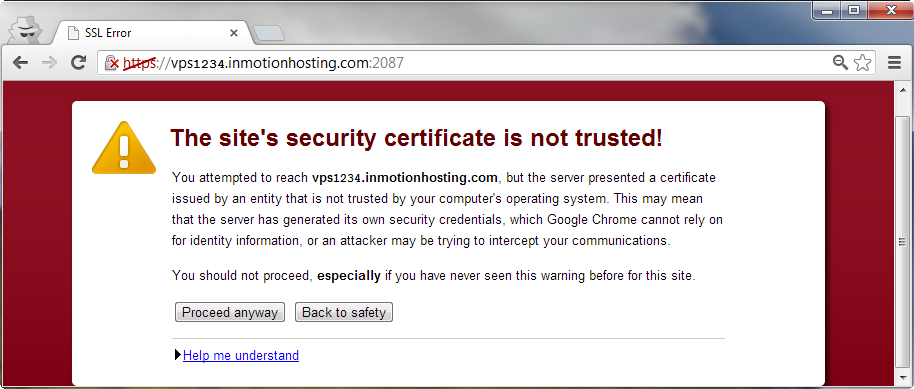 SSL Error
https://vps1234.inmotionhosting.com:2087
The site's security certificate is not trusted!
You attempted to reach vps1234.inmotionhosting.com, but the server presented a certificate
issued by an entity that is not trusted by your computer's operating system. This may mean
that the server has generated its own security credentials, which Google Chrome cannot rely on
for identity information, or an attacker may be trying to intercept your communications.
You should not proceed, especially if you have never seen this warning before for this site.
Proceed anyway Back to safety
Help me understand